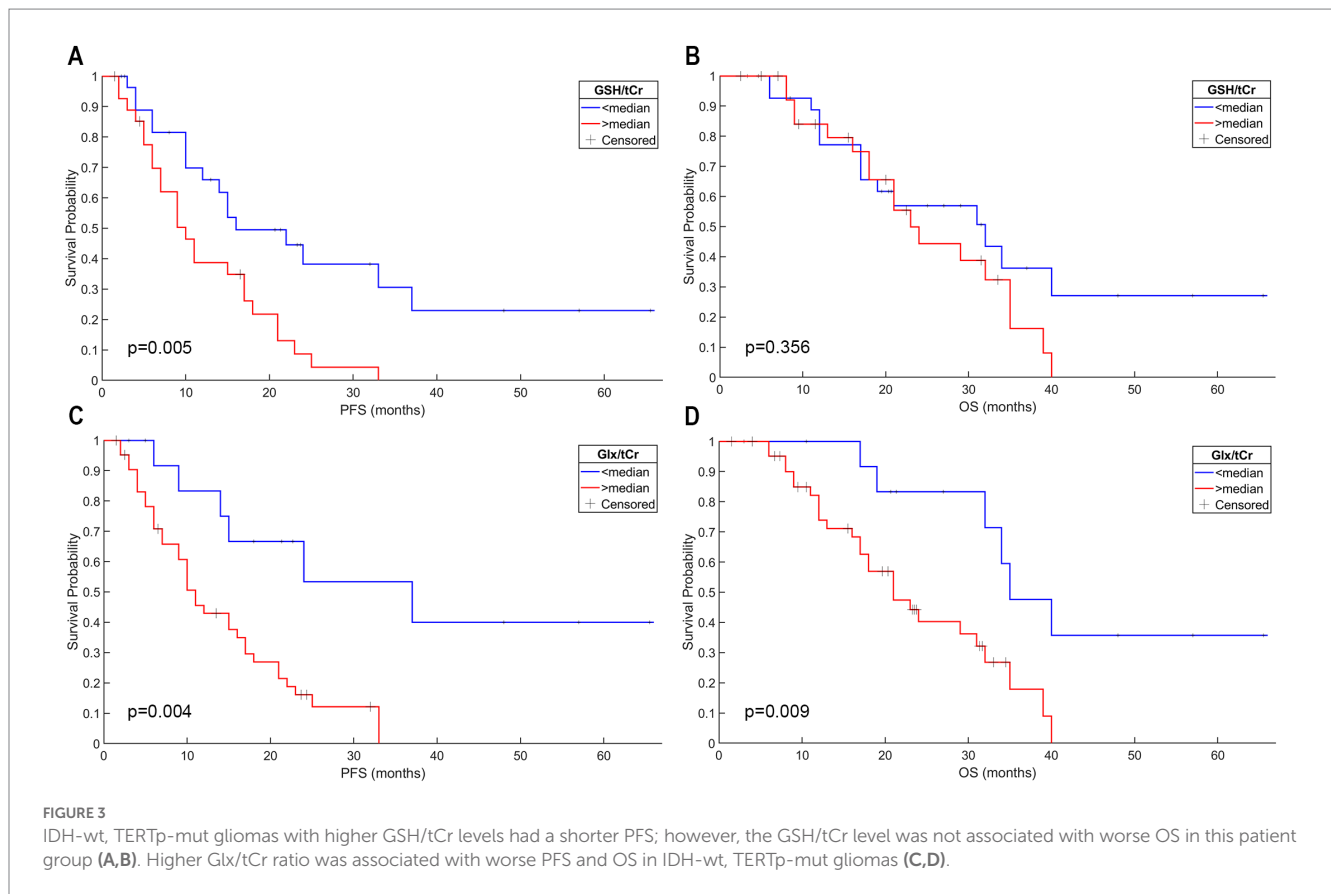 A
Survival Probability
1
0.9
0.8
0.7
0.6
0.5
0.4
0.3
0.2
0.1
0
GSH/tCr
<median
>median
Censored
p=0.005
0 10 20 30 40 50 60
PFS (months)
B
Survival Probability
1
0.9
0.8
0.7
0.6
0.5
0.4
0.3
0.2
0.1
0
GSH/tCr
<median
>median
Censored
p=0.356
0 10 20 30 40 50 60
OS (months)
C
Survival Probability
1
0.9
0.8
0.7
0.6
0.5
0.4
0.3
0.2
0.1
0
Glx/tCr
<median
>median
Censored
p=0.004
0 10 20 30 40 50 60
PFS (months)
D
Survival Probability
1
0.9
0.8
0.7
0.6
0.5
0.4
0.3
0.2
0.1
0
Glx/tCr
<median
>median
Censored
p=0.009
0 10 20 30 40 50 60
OS (months)
FIGURE 3
IDH-wt, TERTp-mut gliomas with higher GSH/tCr levels had a shorter PFS; however, the GSH/tCr level was not associated with worse OS in this patient
group (A,B). Higher Glx/tCr ratio was associated with worse PFS and OS in IDH-wt, TERTp-mut gliomas (C,D).